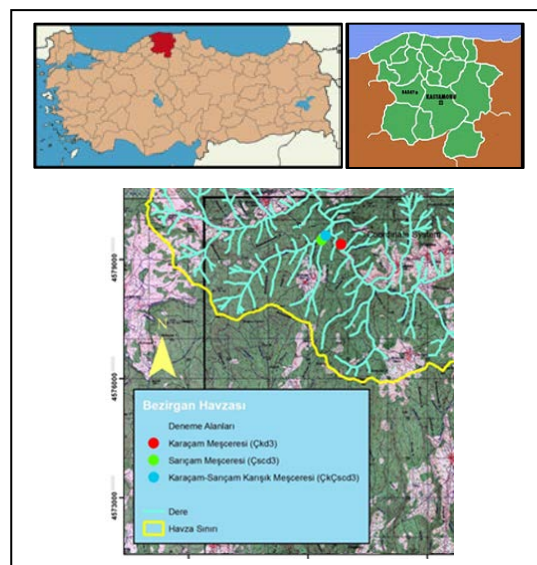 KASTAMONU
4579000
4576000
4573000
N
Bezirgan Havzası
Deneme Alanları
Karaçam Meşceresi (Çkd3)
Sarıçam Meşceresi (Çscd3)
Karaçam-Sarıçam Karışık Meşceresi (ÇkÇscd3)
Dere
Havza Sınırı